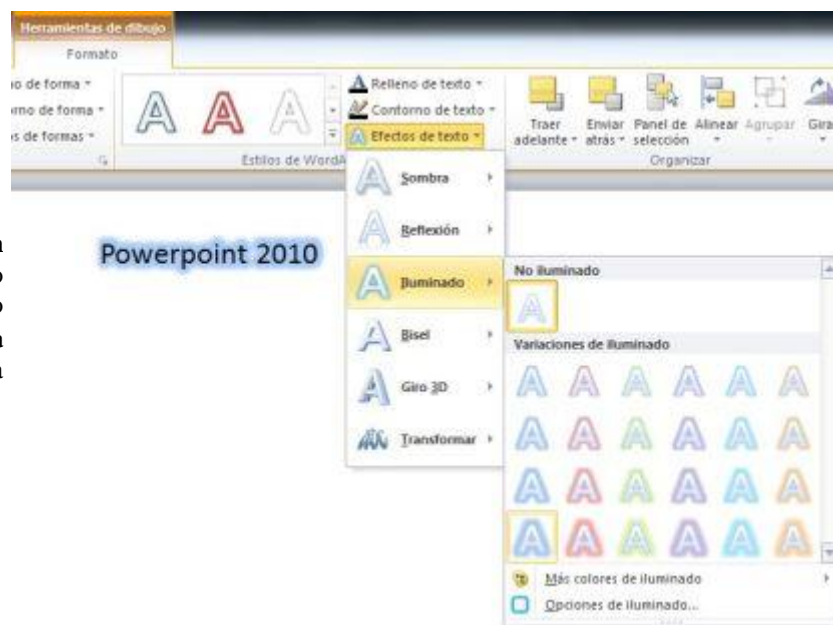 Herramientas de dibujo
Formato
o de forma
rno de forma
s de formas
Relleno de texto
Contorno de texto
Efectos de texto
Traer adelante
Enviar atrás
Panel de selección
Alinear
Agrupar
Gira
Estilos de WordA
Organizar
Sombra
Reflexión
Iluminado
Bisel
Giro 3D
Transformar
Powerpoint 2010
No iluminado
Variaciones de iluminado
Más colores de iluminado
Opciones de iluminado...